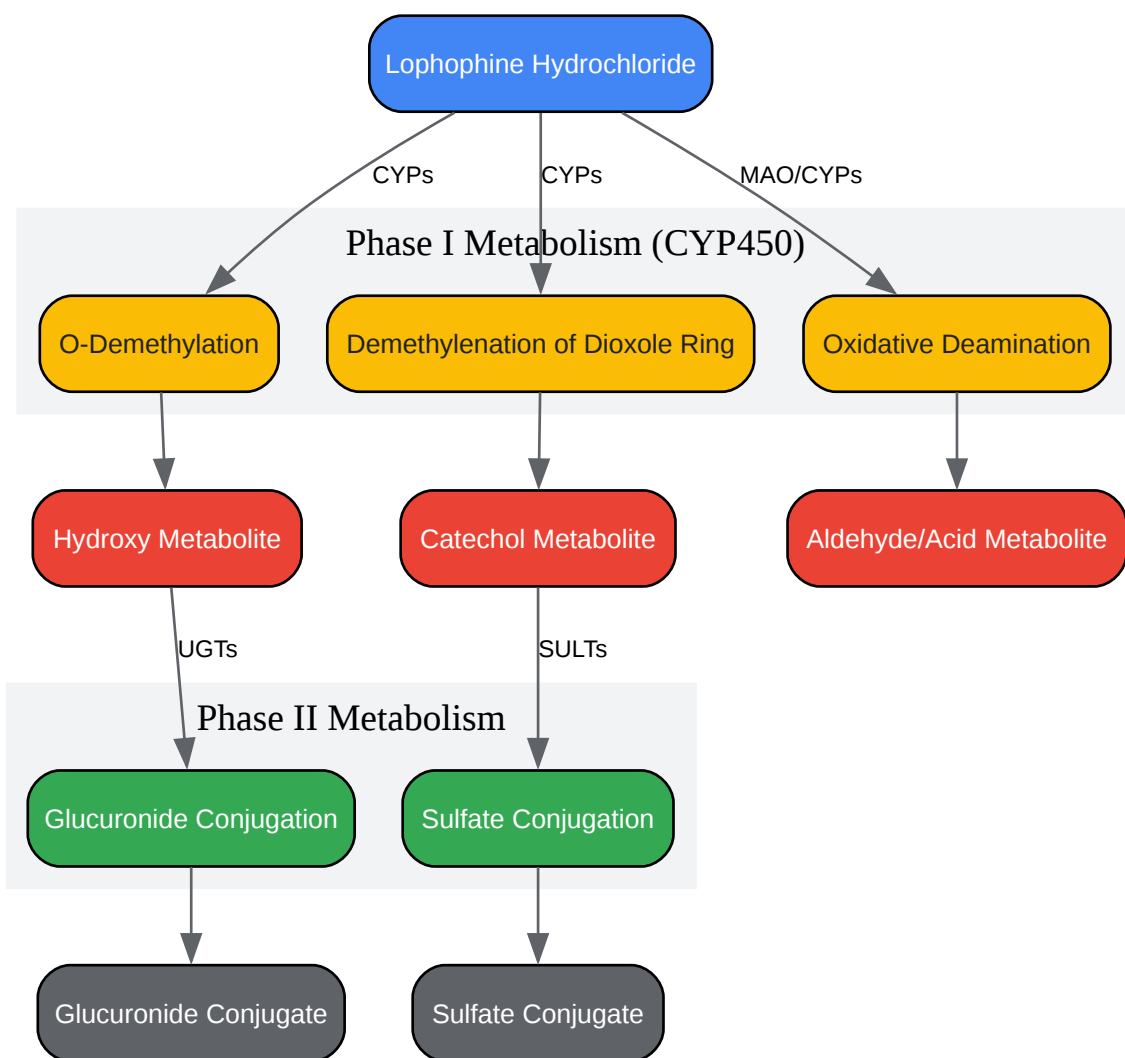 Lophophine Hydrochloride
CYPs
CYPs
MAO/CYPs
Phase I Metabolism (CYP450)
O-Demethylation
Demethylenation of Dioxole Ring
Oxidative Deamination
Hydroxy Metabolite
Catechol Metabolite
Aldehyde/Acid Metabolite
UGTs
SULTs
Phase II Metabolism
Glucuronide Conjugation
Sulfate Conjugation
Glucuronide Conjugate
Sulfate Conjugate